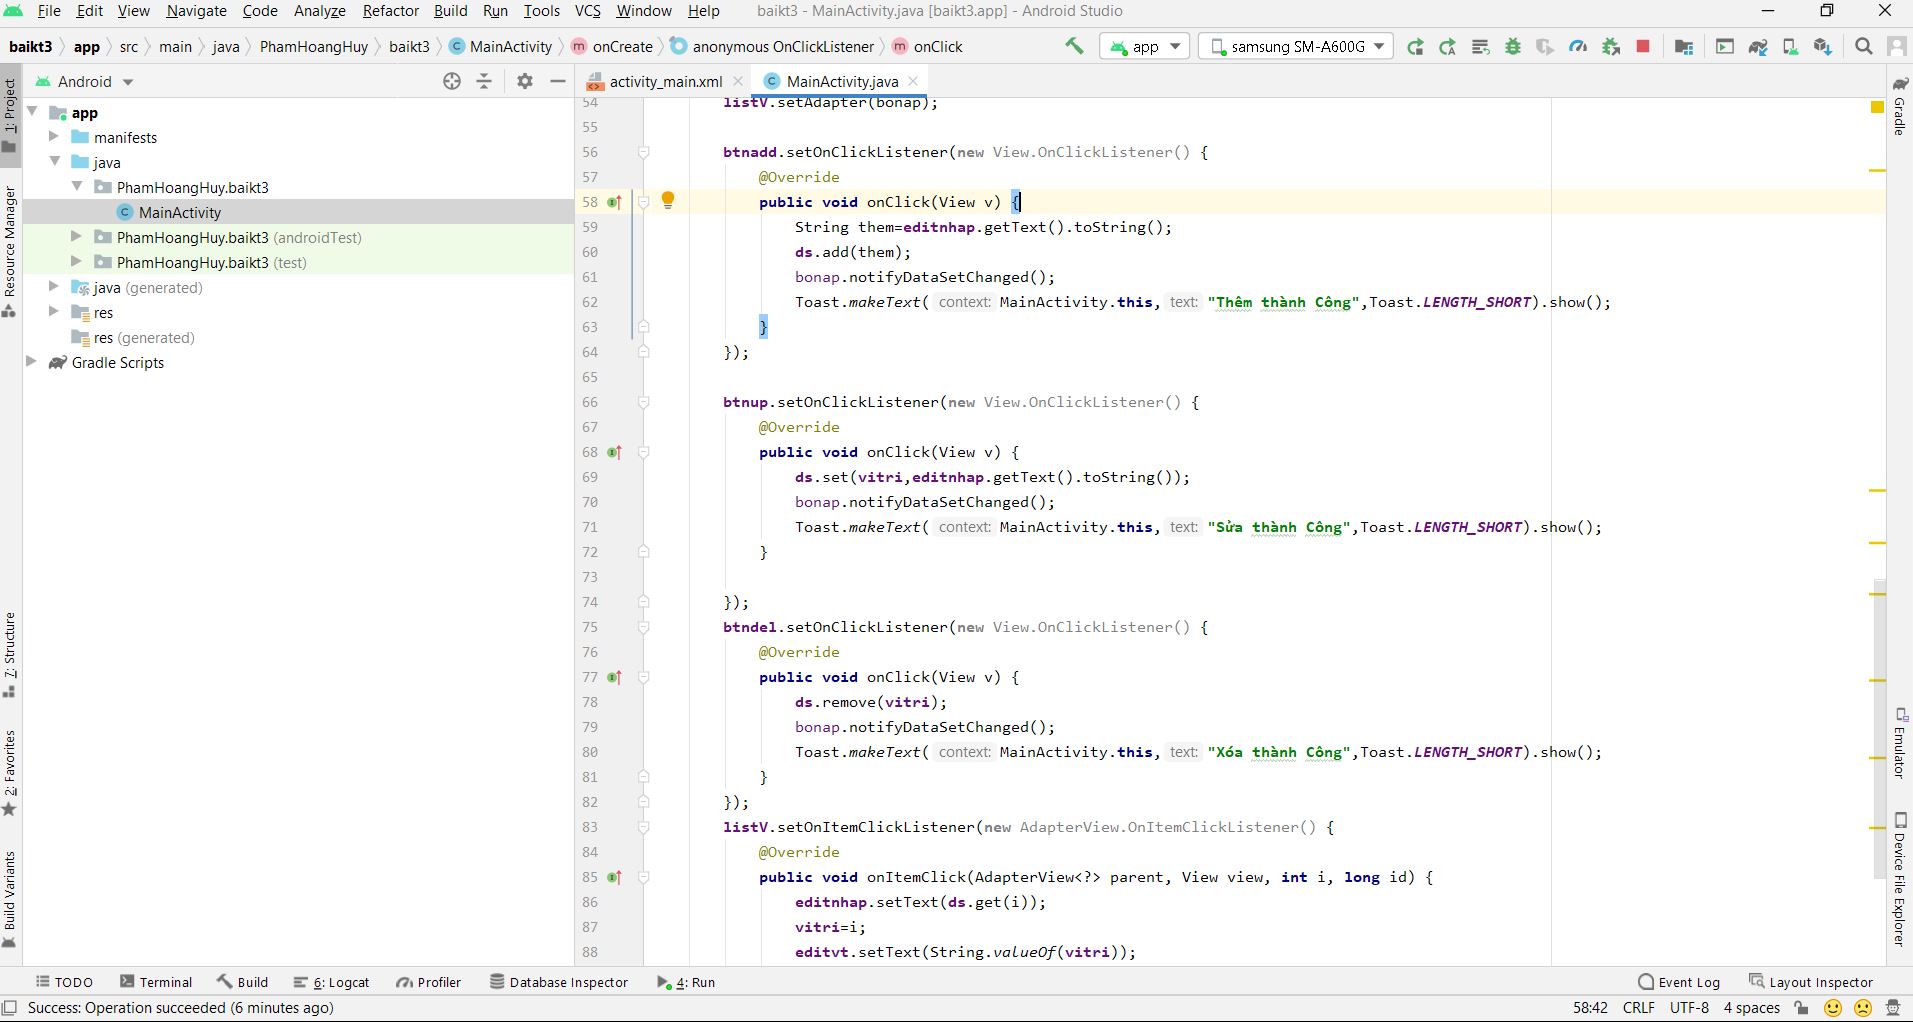 File Edit View Navigate Code Analyze Refactor Build Run Tools VCS Window Help baikt3 - MainActivity.java [baikt3.app] - Android Studio
baikt3 app src main java PhamHoangHuy baikt3 MainActivity onCreate anonymous OnClickListener onClick app samsung SM-A600G
Android
activity_main.xml MainActivity.java
1: Project
Resource Manager
7: Structure
2: Favorites
Build Variants
app
manifests
java
PhamHoangHuy.baikt3
MainActivity
PhamHoangHuy.baikt3 (androidTest)
PhamHoangHuy.baikt3 (test)
java (generated)
res
res (generated)
Gradle Scripts
54 listV.setAdapter(bonap);
55
56 btnadd.setOnClickListener(new View.OnClickListener() {
57 @Override
58 public void onClick(View v) {
59 String them=editnhap.getText().toString();
60 ds.add(them);
61 bonap.notifyDataSetChanged();
62 Toast.makeText( context: MainActivity.this, text: "Thêm thành Công",Toast.LENGTH_SHORT).show();
63 }
64 });
65
66 btnup.setOnClickListener(new View.OnClickListener() {
67 @Override
68 public void onClick(View v) {
69 ds.set(vitri,editnhap.getText().toString());
70 bonap.notifyDataSetChanged();
71 Toast.makeText( context: MainActivity.this, text: "Sửa thành Công",Toast.LENGTH_SHORT).show();
72 }
73
74 });
75 btndel.setOnClickListener(new View.OnClickListener() {
76 @Override
77 public void onClick(View v) {
78 ds.remove(vitri);
79 bonap.notifyDataSetChanged();
80 Toast.makeText( context: MainActivity.this, text: "Xóa thành Công",Toast.LENGTH_SHORT).show();
81 }
82 });
83 listV.setOnItemClickListener(new AdapterView.OnItemClickListener() {
84 @Override
85 public void onItemClick(AdapterView<?> parent, View view, int i, long id) {
86 editnhap.setText(ds.get(i));
87 vitri=i;
88 editvt.setText(String.valueOf(vitri));
Gradle
Emulator
Device File Explorer
TODO Terminal Build 6: Logcat Profiler Database Inspector 4: Run Event Log Layout Inspector
Success: Operation succeeded (6 minutes ago) 58:42 CRLF UTF-8 4 spaces